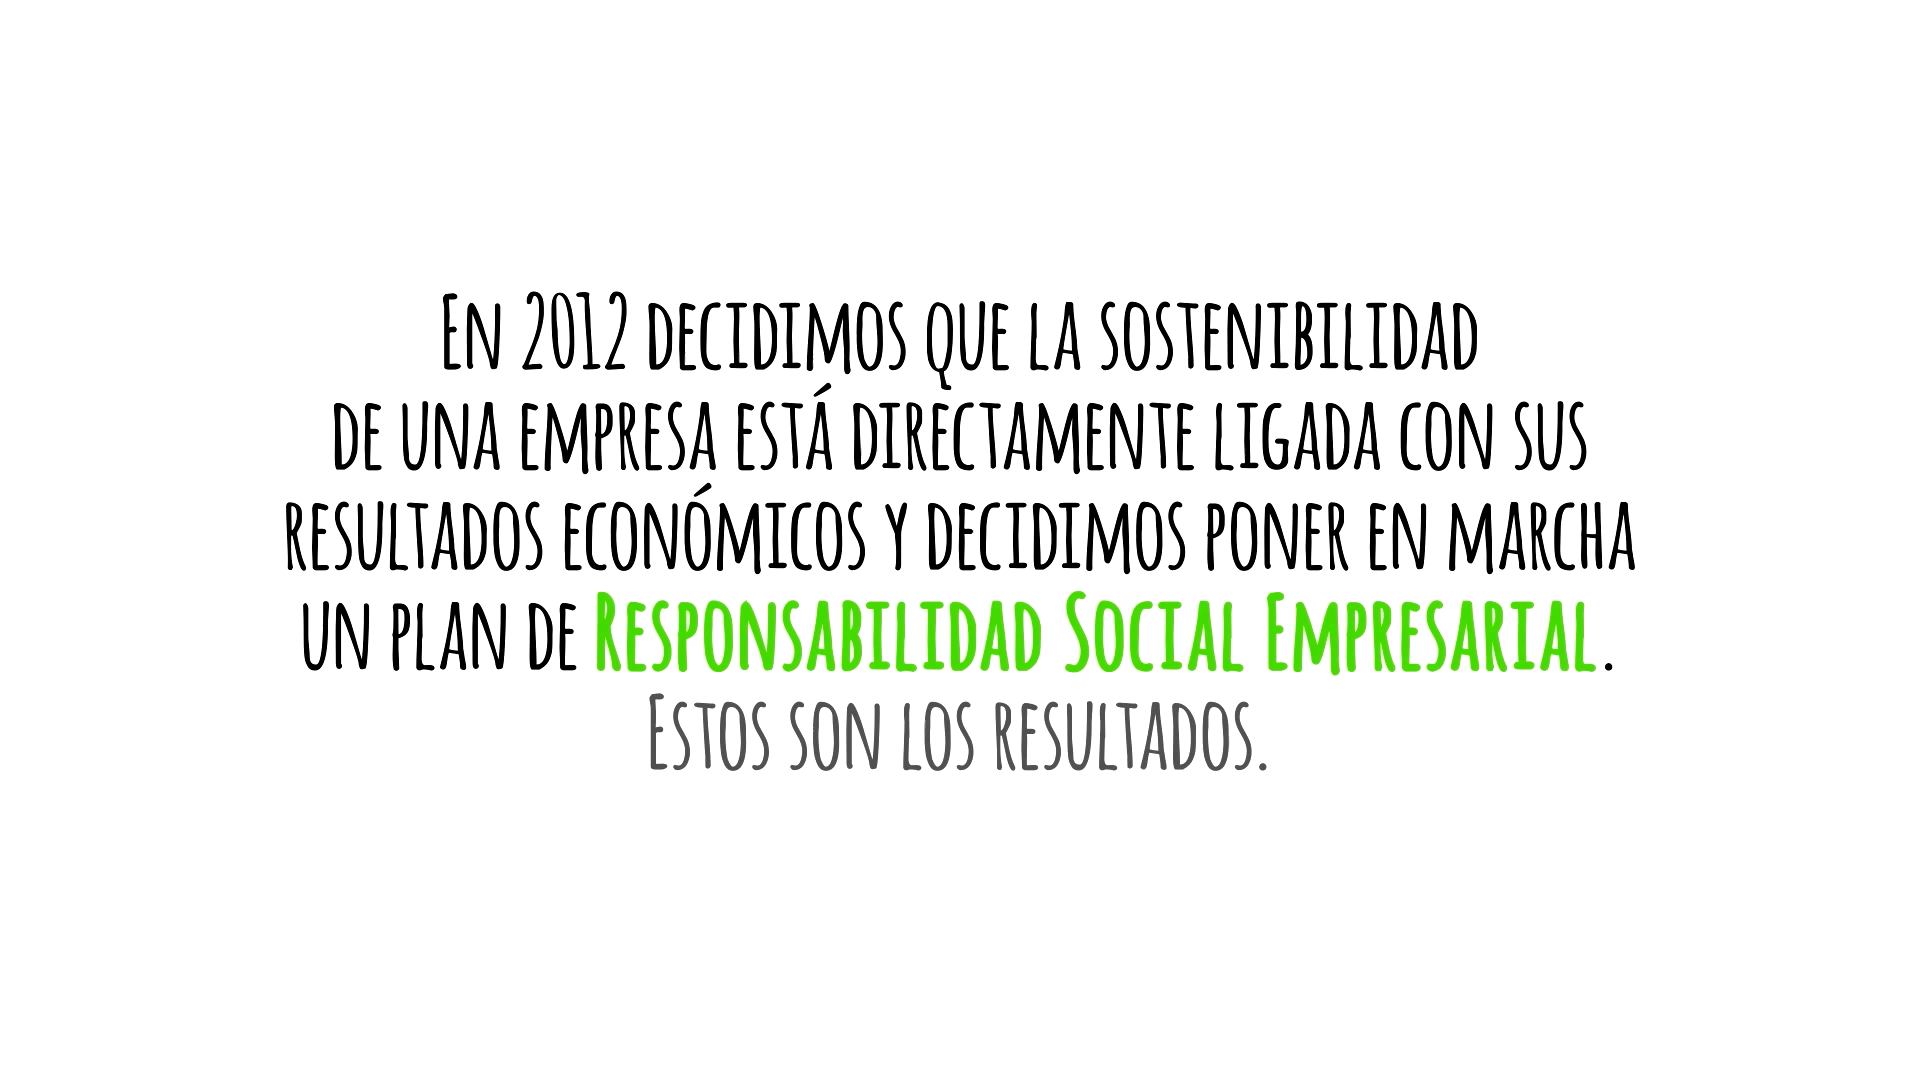 En 2012 decidimos que la sostenibilidad
de una empresa está directamente ligada con sus
resultados económicos y decidimos poner en marcha
un plan de Responsabilidad Social Empresarial.
Estos son los resultados.